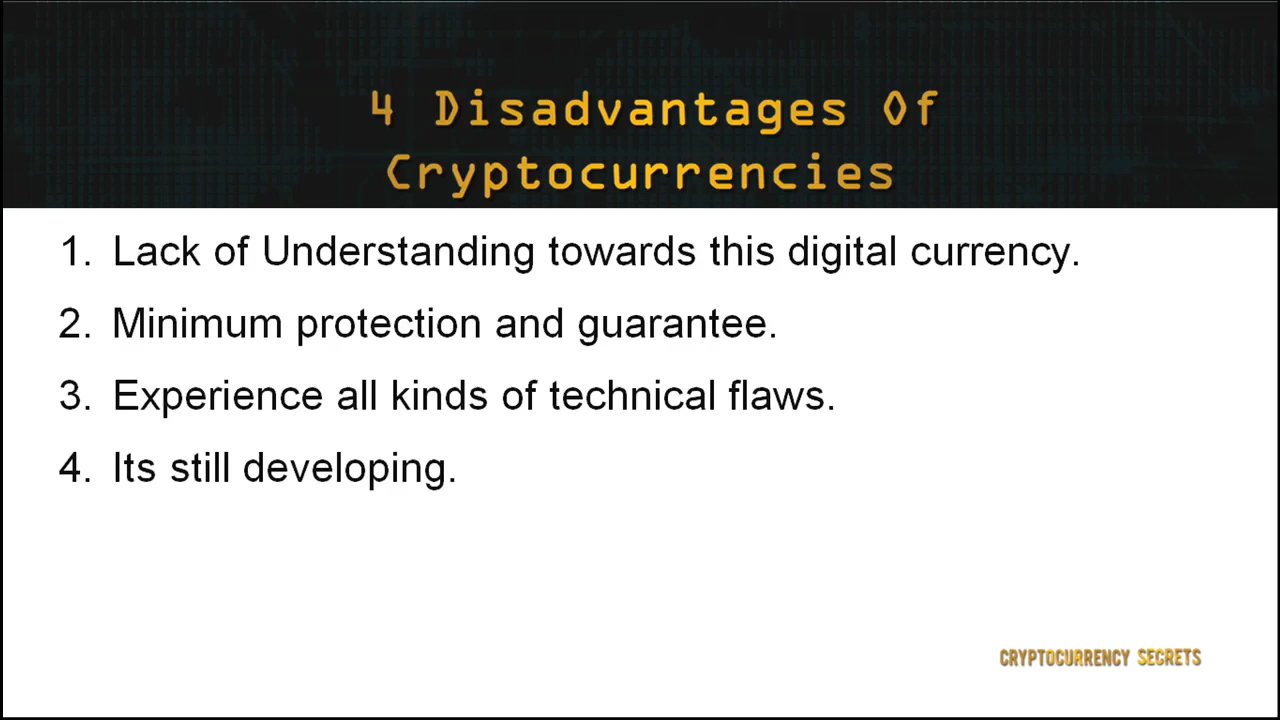 4 Disadvantages Of
Cryptocurrencies
1. Lack of Understanding towards this digital currency.
2. Minimum protection and guarantee.
3. Experience all kinds of technical flaws.
4. Its still developing.
CRYPTOCURRENCY SECRETS